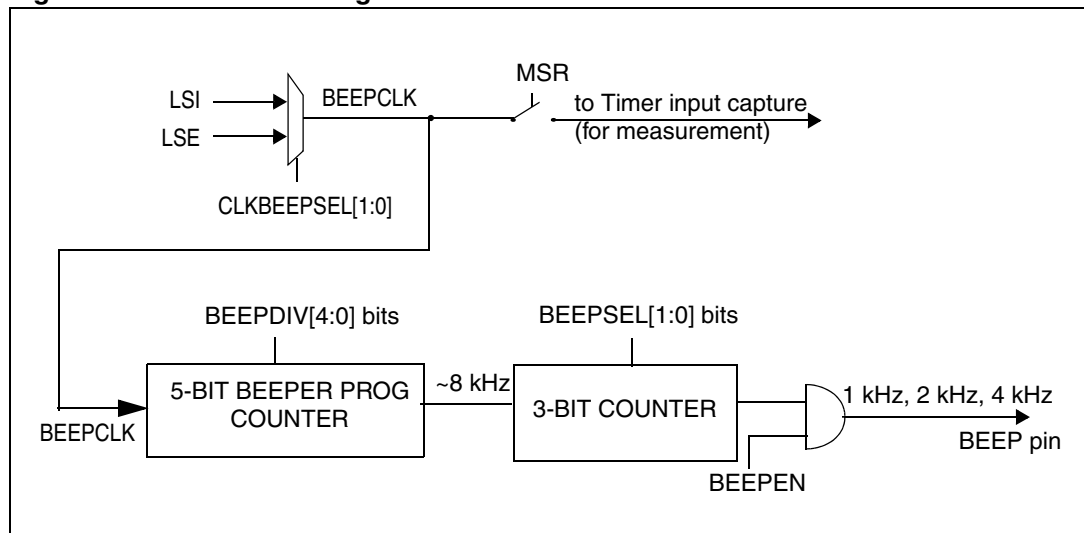 MSR
LSI
BEEPCLK
to Timer input capture
(for measurement)
LSE
CLKBEEPSEL[1:0]
BEEPDIV[4:0] bits
BEEPSEL[1:0] bits
5-BIT BEEPER PROG
COUNTER
~8 kHz
3-BIT COUNTER
1 kHz, 2 kHz, 4 kHz
BEEPCLK
BEEP pin
BEEPEN